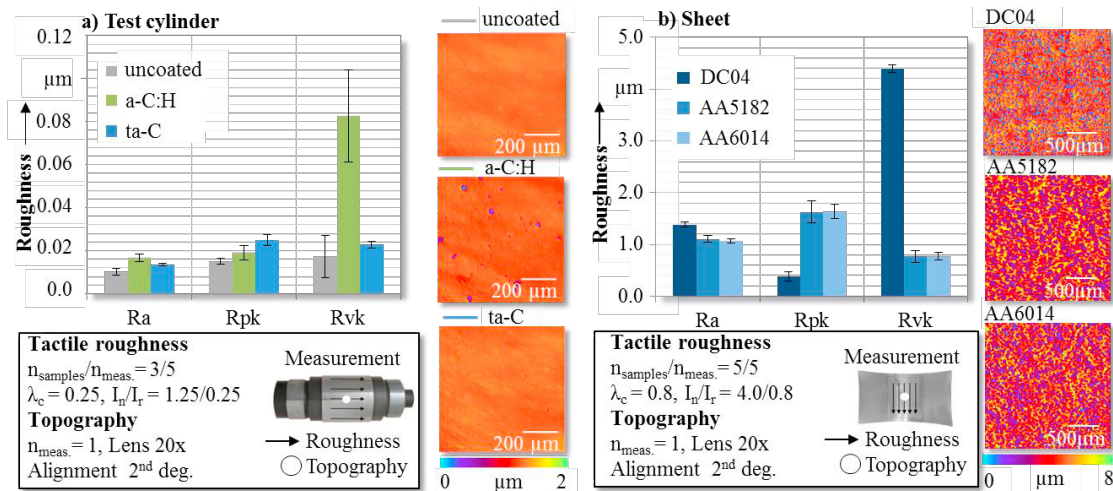 a) Test cylinder
0.12
µm
0.08
0.06
0.04
0.02
0.0
Roughness
uncoated
a-C:H
ta-C
Ra Rpk Rvk
uncoated
200 µm
a-C:H
200 µm
ta-C
200 µm
0 µm 2
Tactile roughness
nsamples/nmeas. = 3/5
λc = 0.25, In/Ir = 1.25/0.25
Topography
nmeas. = 1, Lens 20x
Alignment 2nd deg.
Measurement
Roughness
Topography
b) Sheet
5.0
µm
3.0
2.0
1.0
0.0
Roughness
DC04
AA5182
AA6014
Ra Rpk Rvk
DC04
500µm
AA5182
500µm
AA6014
500µm
0 µm 8
Tactile roughness
nsamples/nmeas. = 5/5
λc = 0.8, In/Ir = 4.0/0.8
Topography
nmeas. = 1, Lens 20x
Alignment 2nd deg.
Measurement
Roughness
Topography